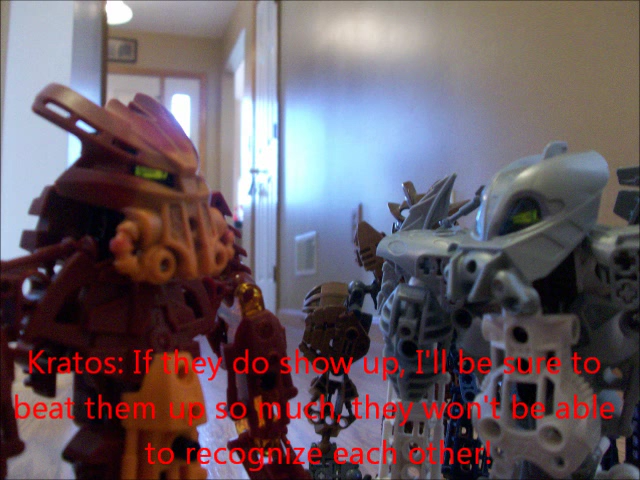 Kratos: If they do show up, I'll be sure to
beat them up so much, they won't be able
to recognize each other!